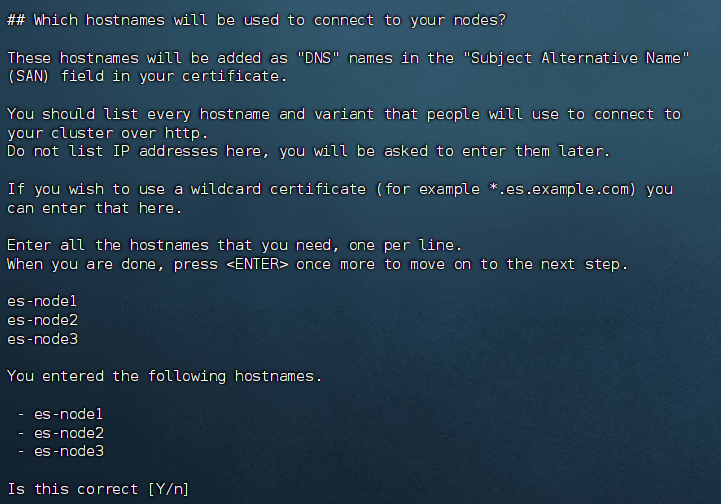 ## Which hostnames will be used to connect to your nodes?
These hostnames will be added as "DNS" names in the "Subject Alternative Name"
(SAN) field in your certificate.
You should list every hostname and variant that people will use to connect to
your cluster over http.
Do not list IP addresses here, you will be asked to enter them later.
If you wish to use a wildcard certificate (for example *.es.example.com) you
can enter that here.
Enter all the hostnames that you need, one per line.
When you are done, press <ENTER> once more to move on to the next step.
es-node1
es-node2
es-node3
You entered the following hostnames.
- es-node1
- es-node2
- es-node3
Is this correct [Y/n]